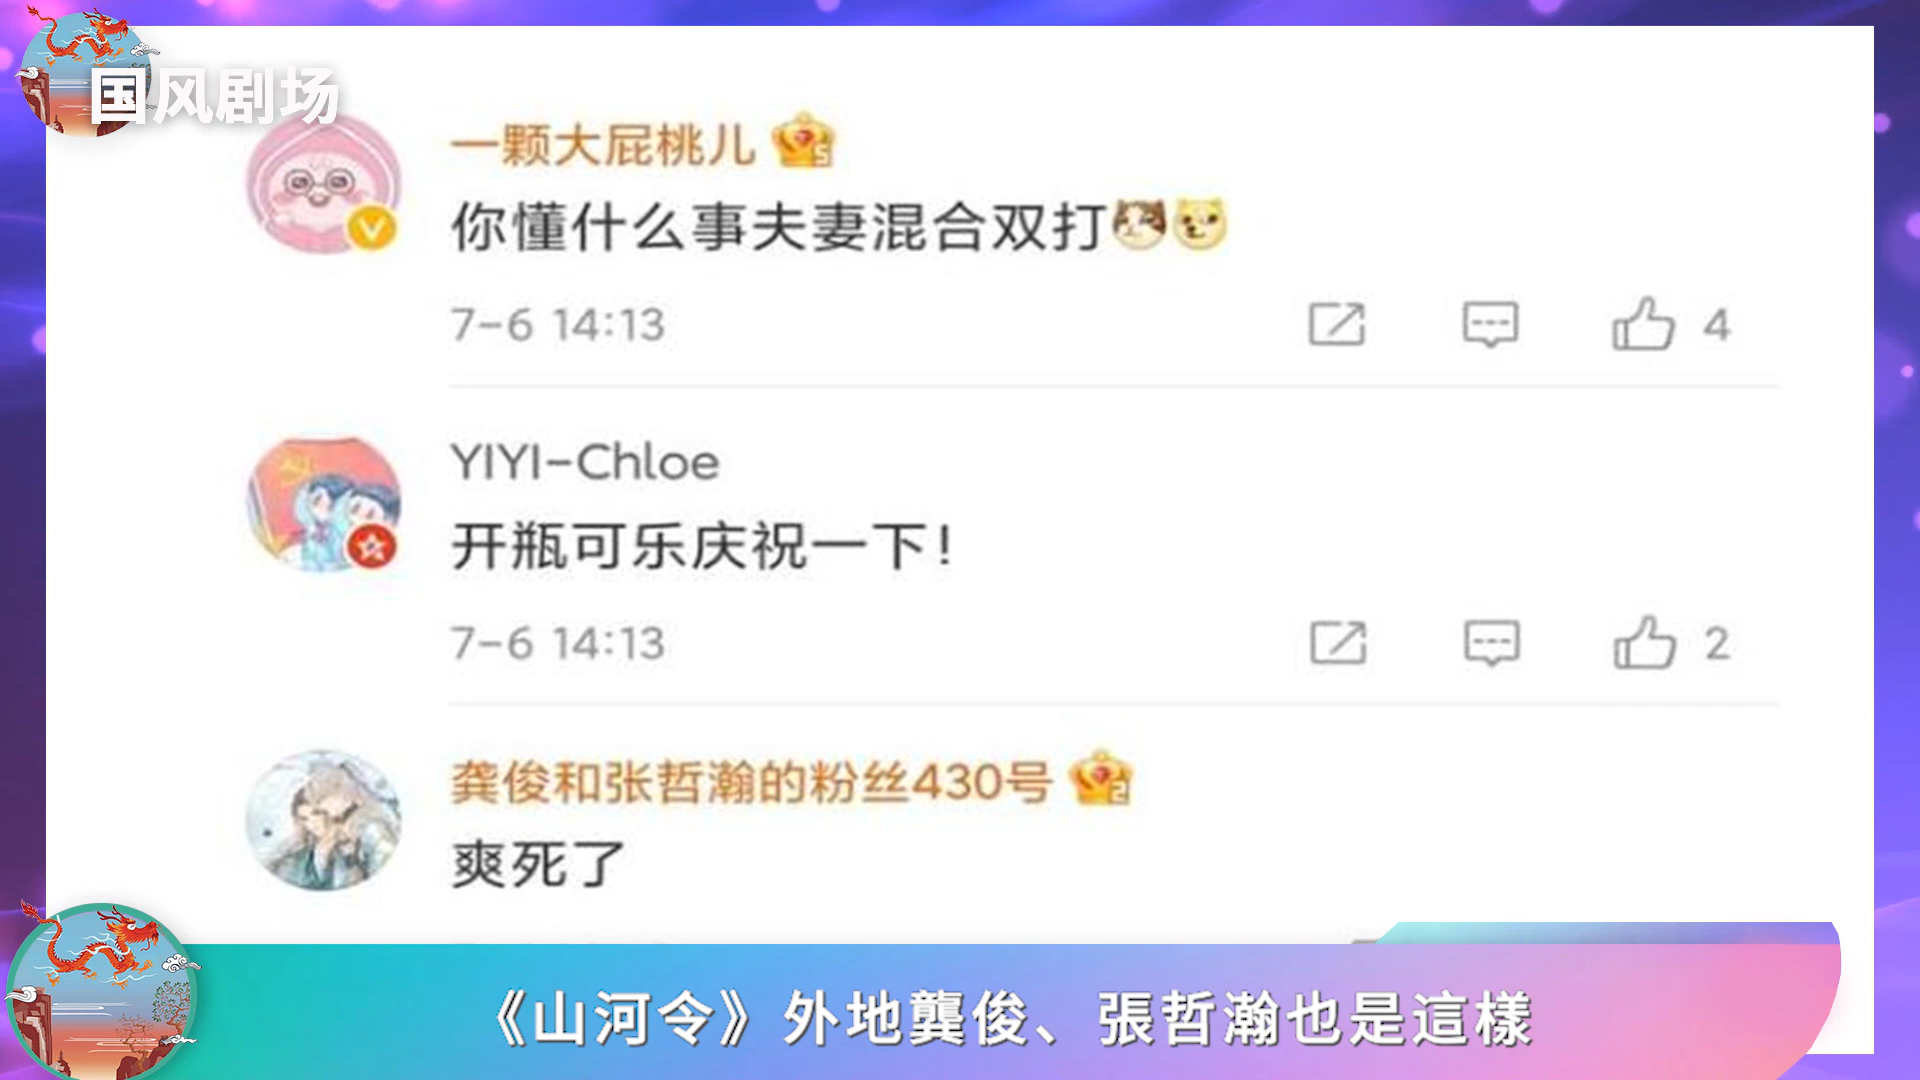 国风剧场
一颗大屁桃儿
你懂什么事夫妻混合双打
7-6 14:13
4
YIYI-Chloe
开瓶可乐庆祝一下!
7-6 14:13
2
龚俊和张哲瀚的粉丝430号
爽死了
《山河令》外地龔俊、張哲瀚也是這樣